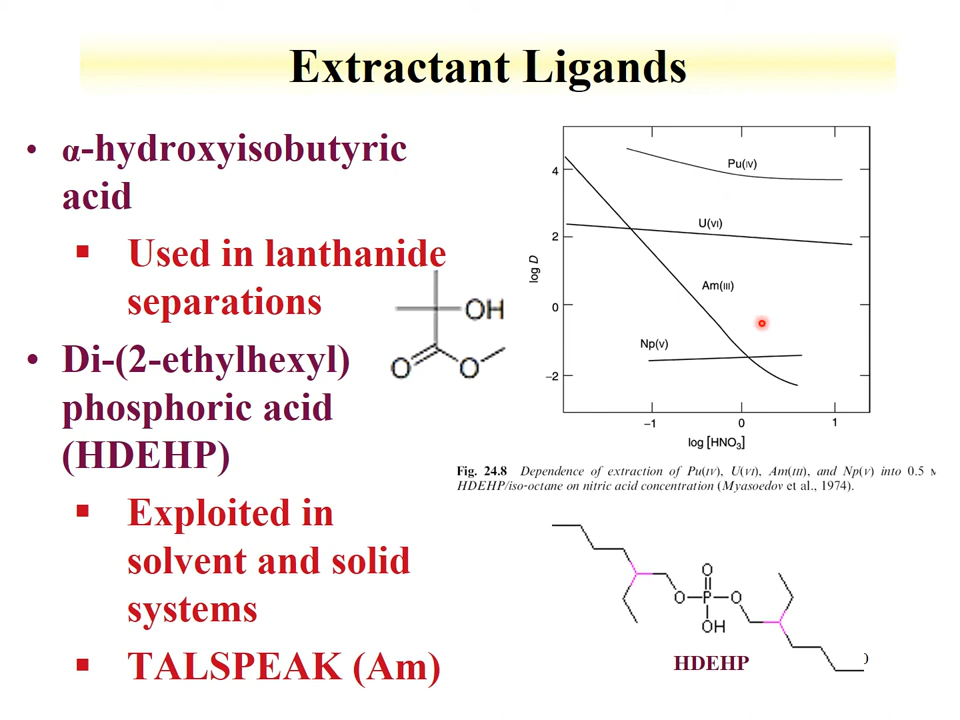 Extractant Ligands
• α-hydroxyisobutyric
acid
▪ Used in lanthanide
separations
• Di-(2-ethylhexyl)
phosphoric acid
(HDEHP)
▪ Exploited in
solvent and solid
systems
▪ TALSPEAK (Am)
OH
O
O
log D
4
2
0
−2
Pu(IV)
U(VI)
Am(III)
Np(V)
−1
0
1
log [HNO3]
Fig. 24.8 Dependence of extraction of Pu(IV), U(VI), Am(III), and Np(V) into 0.5 M
HDEHP/iso-octane on nitric acid concentration (Myasoedov et al., 1974).
O
O P O
OH
HDEHP